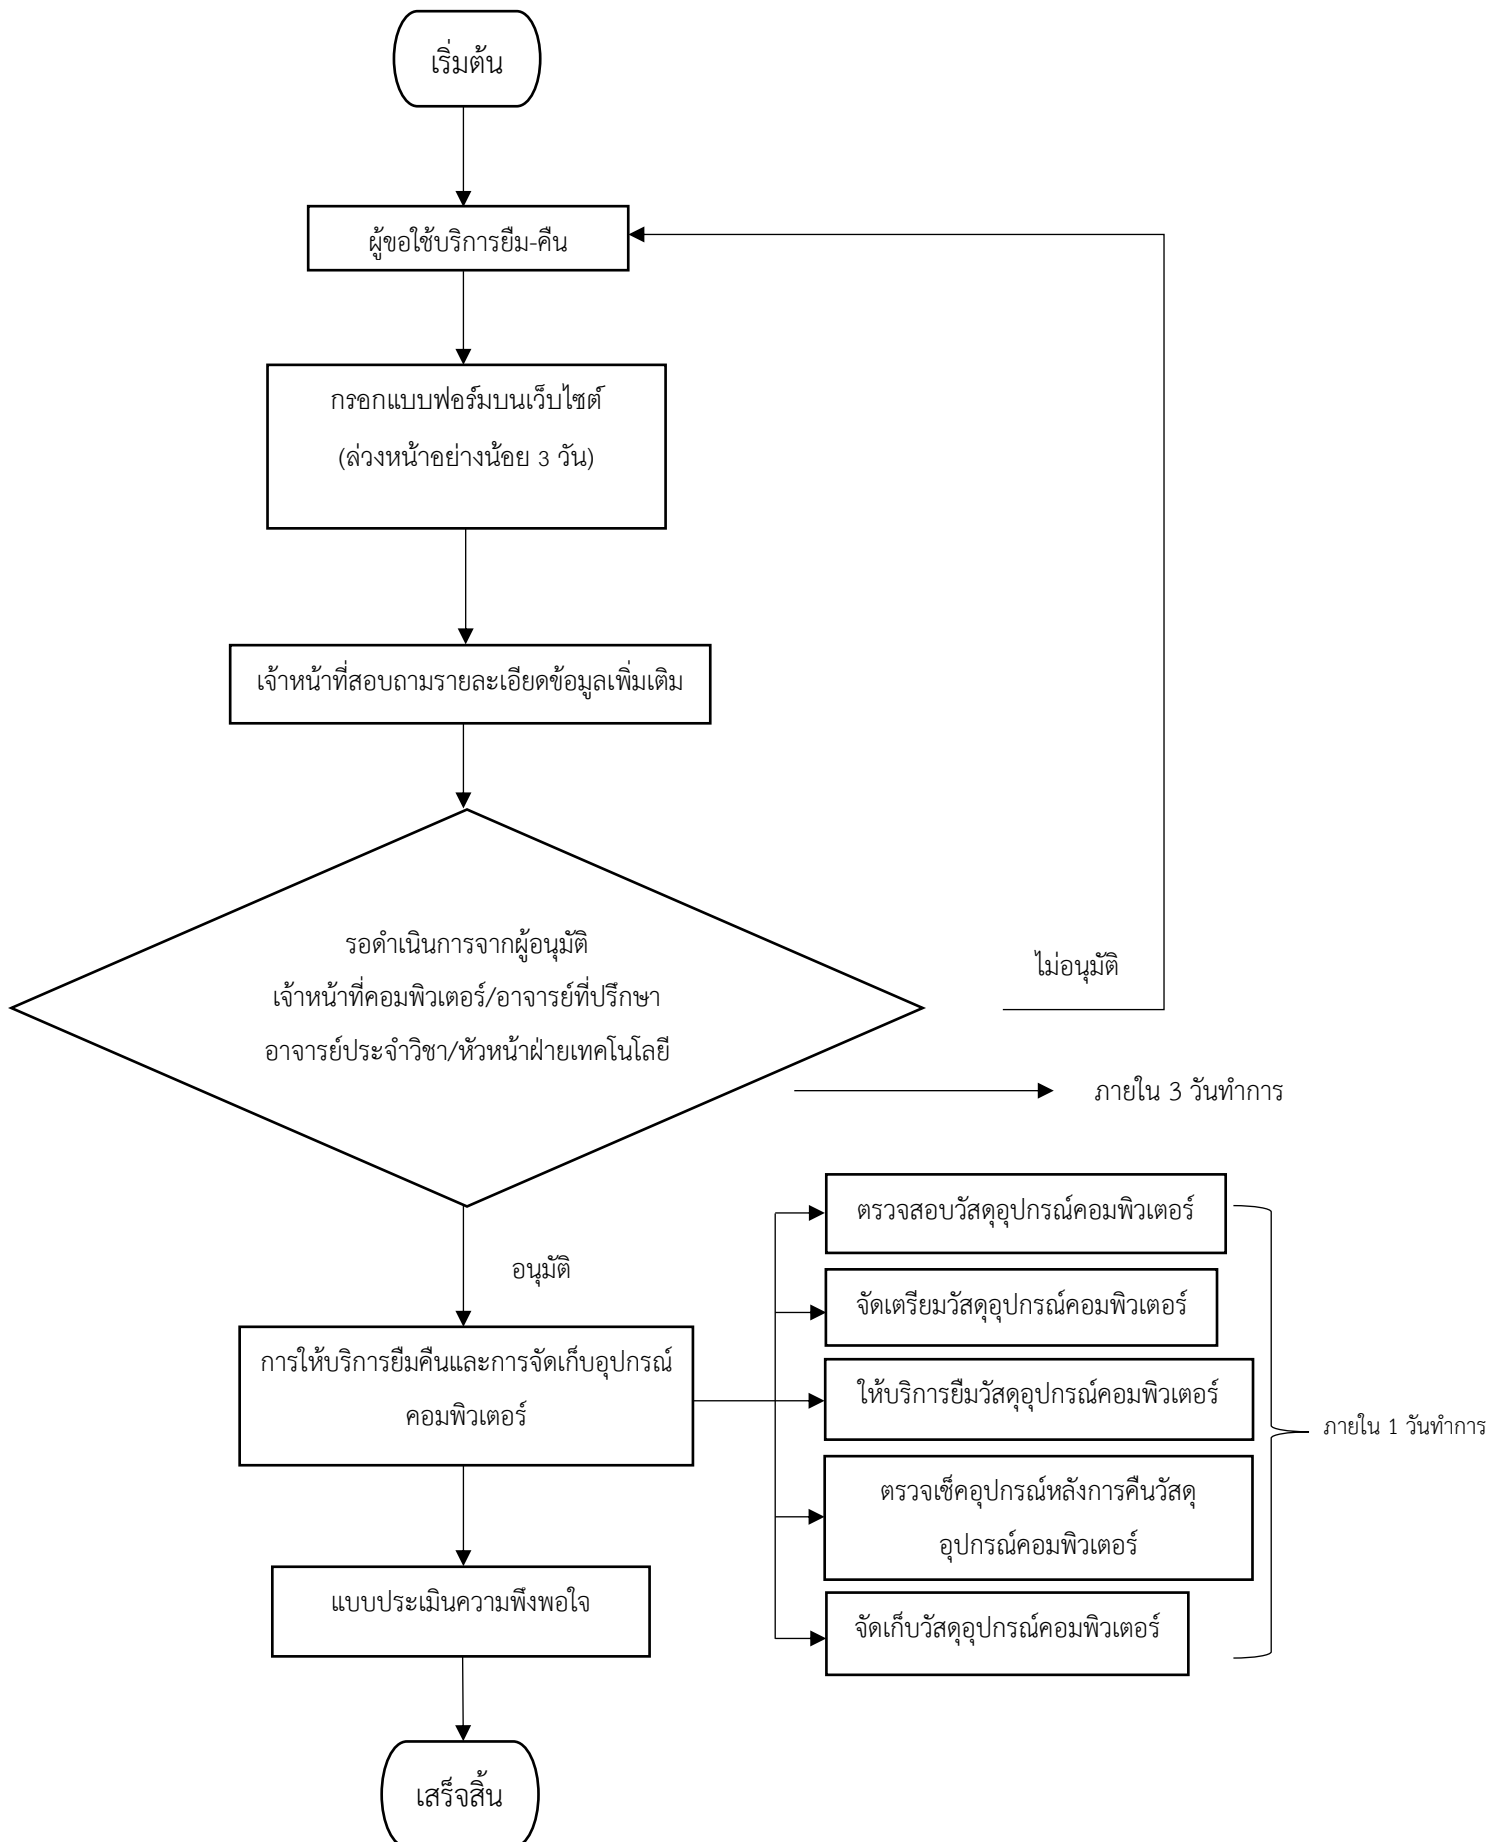 เริ่มต้น
ผู้ขอใช้บริการยืม-คืน
กรอกแบบฟอร์มบนเว็บไซต์
(ล่วงหน้าอย่างน้อย 3 วัน)
เจ้าหน้าที่สอบถามรายละเอียดข้อมูลเพิ่มเติม
รอดำเนินการจากผู้อนุมัติ
เจ้าหน้าที่คอมพิวเตอร์/อาจารย์ที่ปรึกษา
อาจารย์ประจำวิชา/หัวหน้าฝ่ายเทคโนโลยี
ไม่อนุมัติ
ภายใน 3 วันทำการ
อนุมัติ
การให้บริการยืมคืนและการจัดเก็บอุปกรณ์
คอมพิวเตอร์
ตรวจสอบวัสดุอุปกรณ์คอมพิวเตอร์
จัดเตรียมวัสดุอุปกรณ์คอมพิวเตอร์
ให้บริการยืมวัสดุอุปกรณ์คอมพิวเตอร์
ตรวจเช็คอุปกรณ์หลังการคืนวัสดุ
อุปกรณ์คอมพิวเตอร์
จัดเก็บวัสดุอุปกรณ์คอมพิวเตอร์
ภายใน 1 วันทำการ
แบบประเมินความพึงพอใจ
เสร็จสิ้น